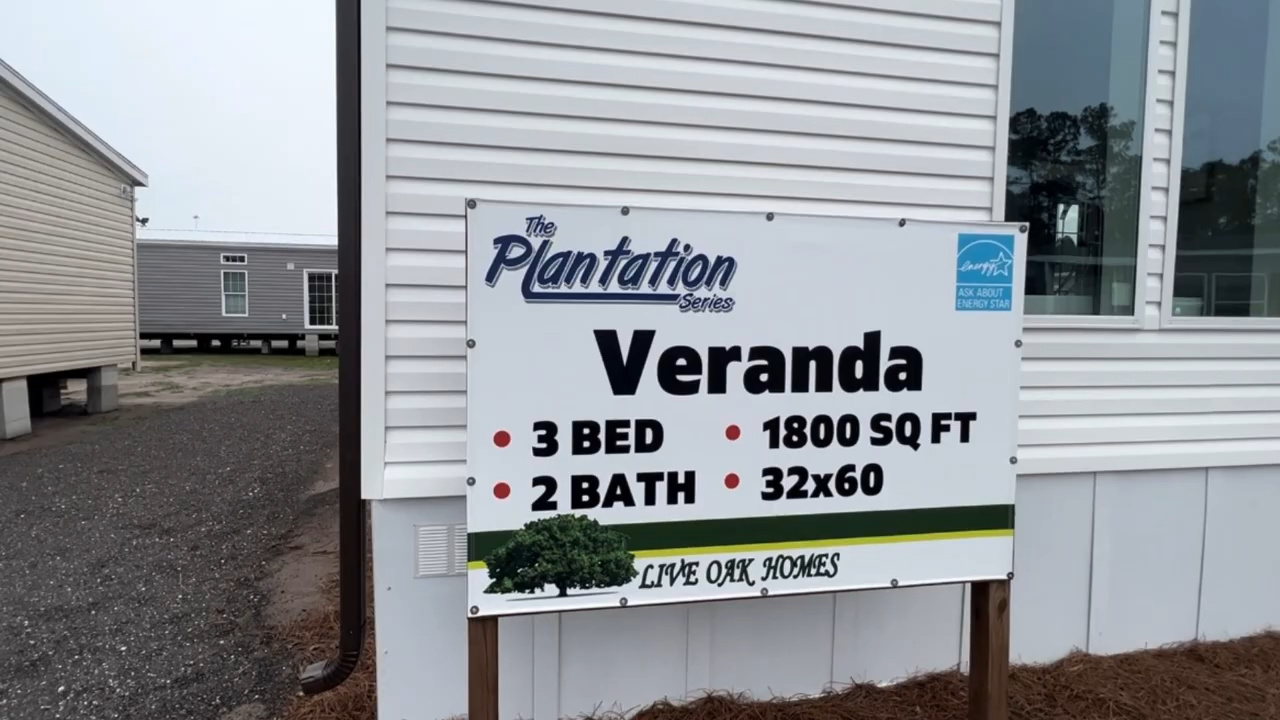 The
Plantation
Series
energy
ASK ABOUT
ENERGY STAR
Veranda
• 3 BED
• 1800 SQ FT
• 2 BATH
• 32x60
LIVE OAK HOMES